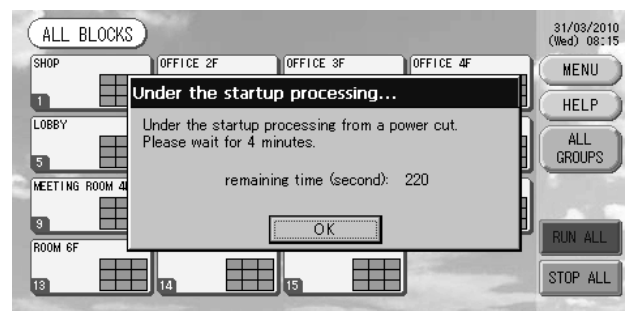 ALL BLOCKS
31/03/2010
(Wed) 08:15
SHOP
OFFICE 2F
OFFICE 3F
OFFICE 4F
MENU
1
Under the startup processing...
HELP
LOBBY
Under the startup processing from a power cut.
Please wait for 4 minutes.
ALL
GROUPS
5
remaining time (second): 220
MEETING ROOM
9
OK
RUN ALL
ROOM 6F
13
14
15
STOP ALL